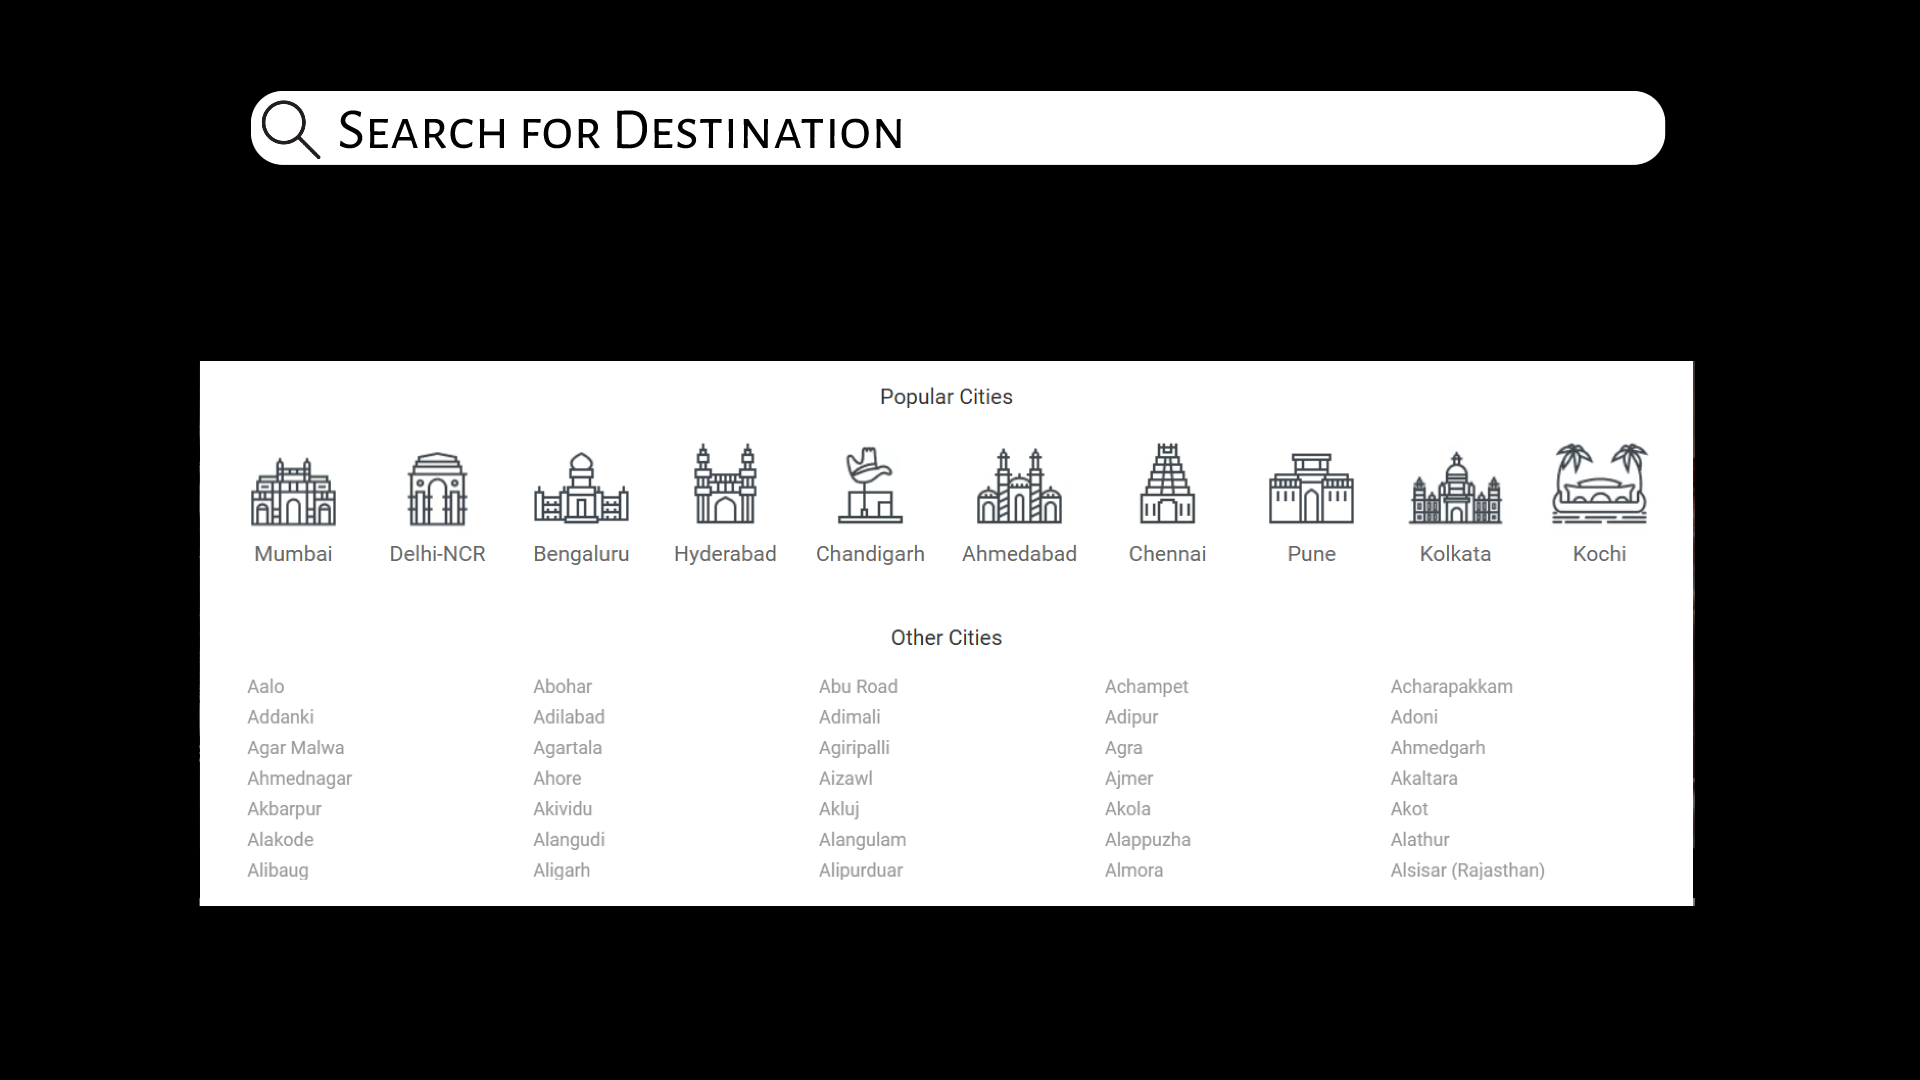 Search for Destination
Popular Cities
Mumbai Delhi-NCR Bengaluru Hyderabad Chandigarh Ahmedabad Chennai Pune Kolkata Kochi
Other Cities
Aalo Abohar Abu Road Achampet Acharapakkam
Addanki Adilabad Adimali Adipur Adoni
Agar Malwa Agartala Agiripalli Agra Ahmedgarh
Ahmednagar Ahore Aizawl Ajmer Akaltara
Akbarpur Akividu Akluj Akola Akot
Alakode Alangudi Alangulam Alappuzha Alathur
Alibaug Aligarh Alipurduar Almora Alsisar (Rajasthan)